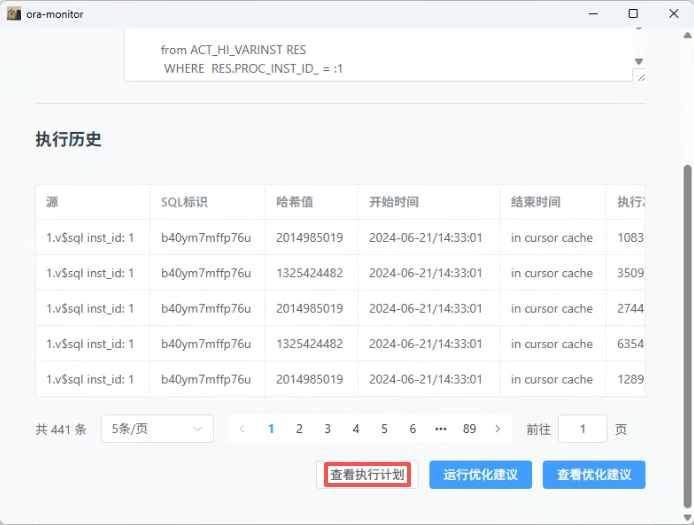 ora-monitor
from ACT_HI_VARINST RES
WHERE RES.PROC_INST_ID_ = :1
执行历史
源 SQL标识 哈希值 开始时间 结束时间 执行
1.v$sql inst_id: 1 b40ym7mffp76u 2014985019 2024-06-21/14:33:01 in cursor cache 1083
1.v$sql inst_id: 1 b40ym7mffp76u 1325424482 2024-06-21/14:33:01 in cursor cache 3509
1.v$sql inst_id: 1 b40ym7mffp76u 2014985019 2024-06-21/14:33:01 in cursor cache 2744
1.v$sql inst_id: 1 b40ym7mffp76u 1325424482 2024-06-21/14:33:01 in cursor cache 6354
1.v$sql inst_id: 1 b40ym7mffp76u 2014985019 2024-06-21/14:33:01 in cursor cache 1289
共 441 条 5条/页 1 2 3 4 5 6 ••• 89 前往 1 页
查看执行计划 运行优化建议 查看优化建议